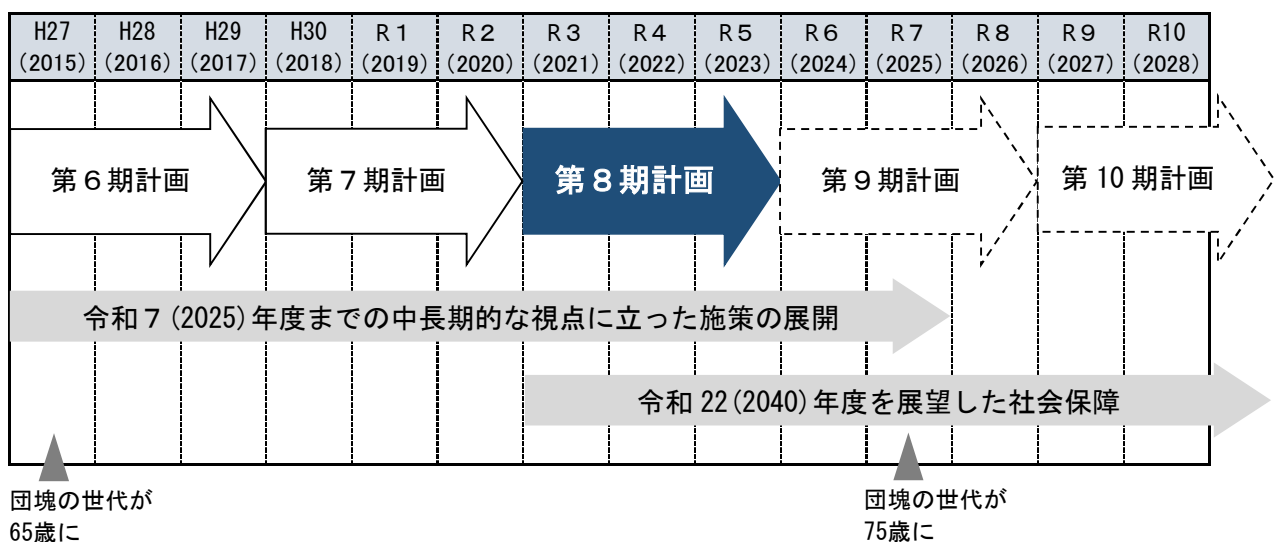 H27 H28 H29 H30 R1 R2 R3 R4 R5 R6 R7 R8 R9 R10
(2015) (2016) (2017) (2018) (2019) (2020) (2021) (2022) (2023) (2024) (2025) (2026) (2027) (2028)
第6期計画 第7期計画 第8期計画 第9期計画 第10期計画
令和7(2025)年度までの中長期的な視点に立った施策の展開
令和22(2040)年度を展望した社会保障
団塊の世代が
65歳に
団塊の世代が
75歳に